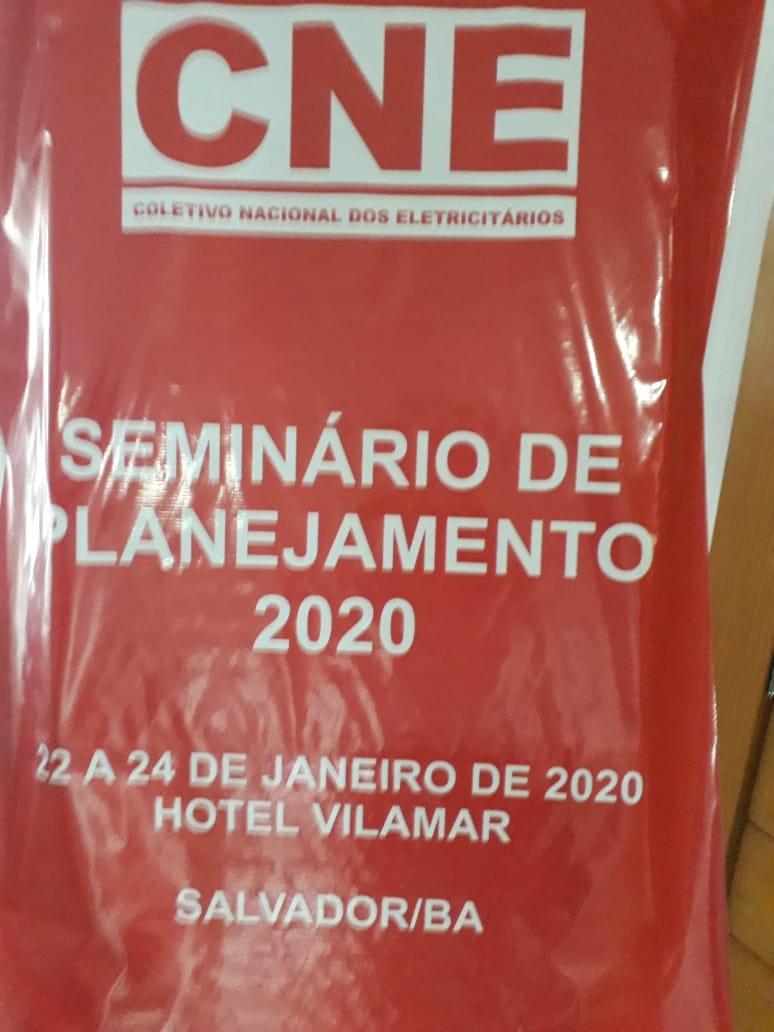 CNE
COLETIVO NACIONAL DOS ELETRICITÁRIOS
SEMINÁRIO DE
PLANEJAMENTO
2020
22 A 24 DE JANEIRO DE 2020
HOTEL VILAMAR
SALVADOR/BA